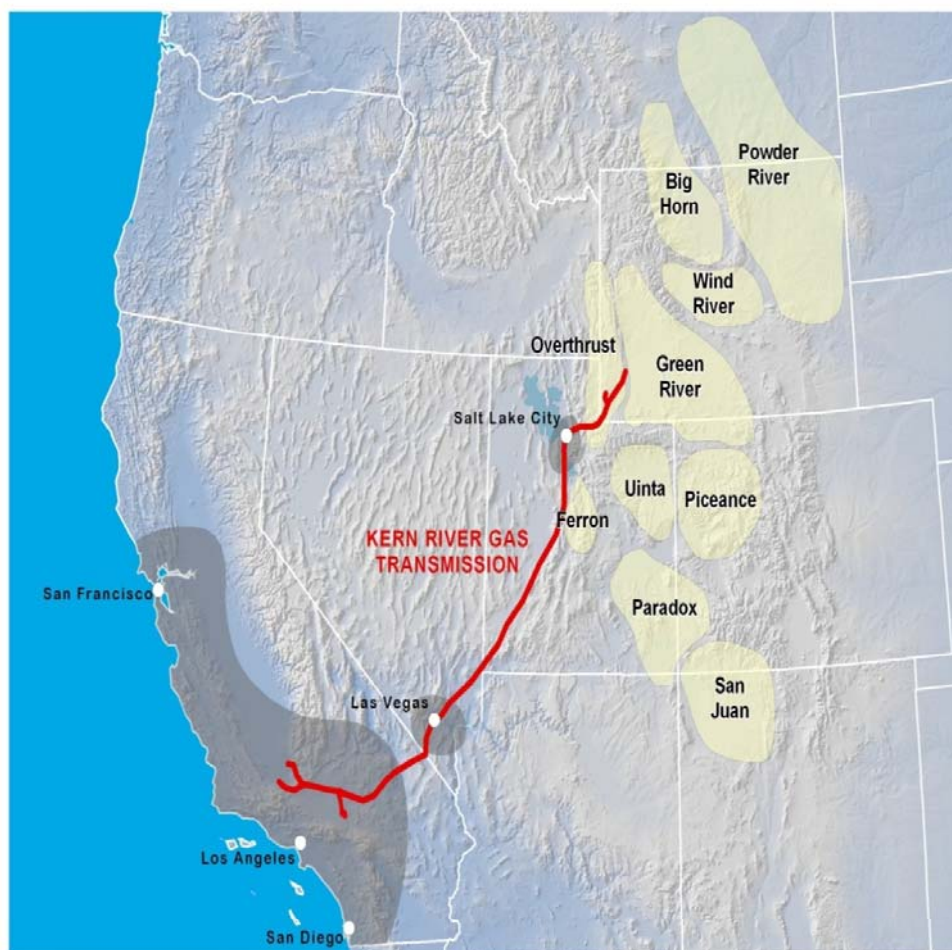 Powder
River
Big
Horn
Wind
River
Overthrust
Green
River
Salt Lake City
Uinta
Piceance
Ferron
KERN RIVER GAS
TRANSMISSION
San Francisco
Paradox
Las Vegas
San
Juan
Los Angeles
San Diego